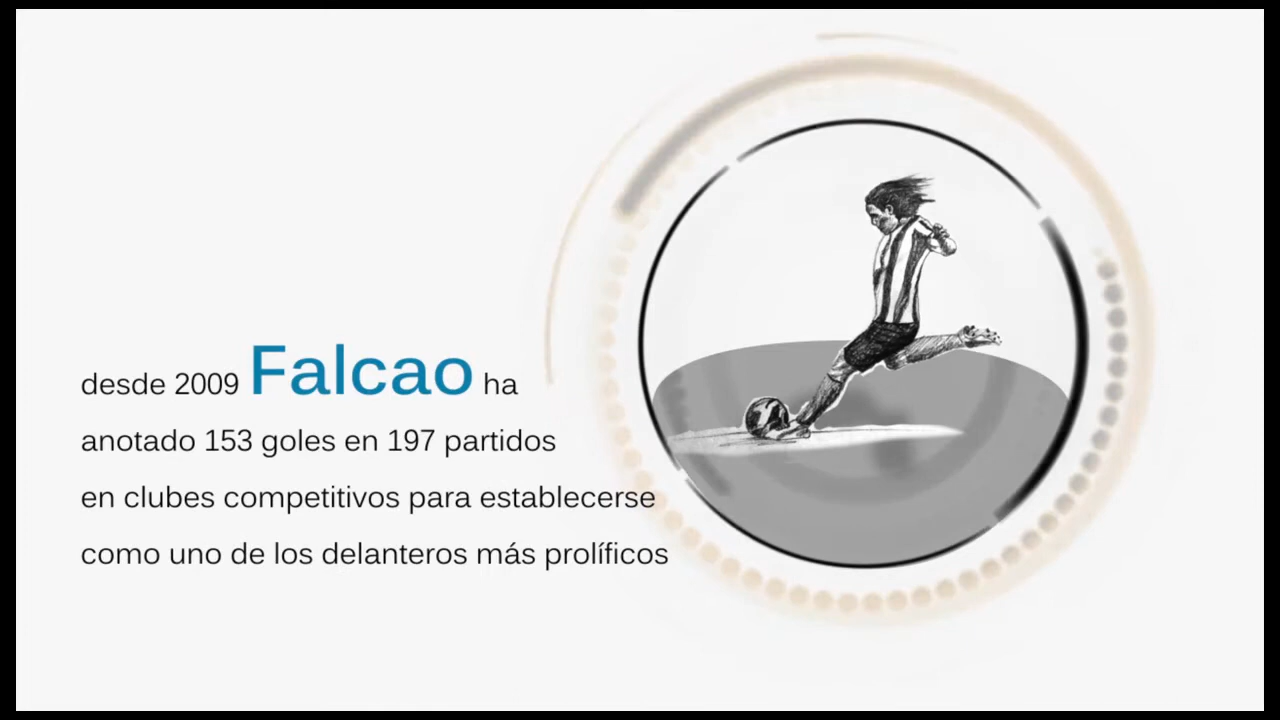 desde 2009 Falcao ha
anotado 153 goles en 197 partidos
en clubes competitivos para establecerse
como uno de los delanteros más prolíficos